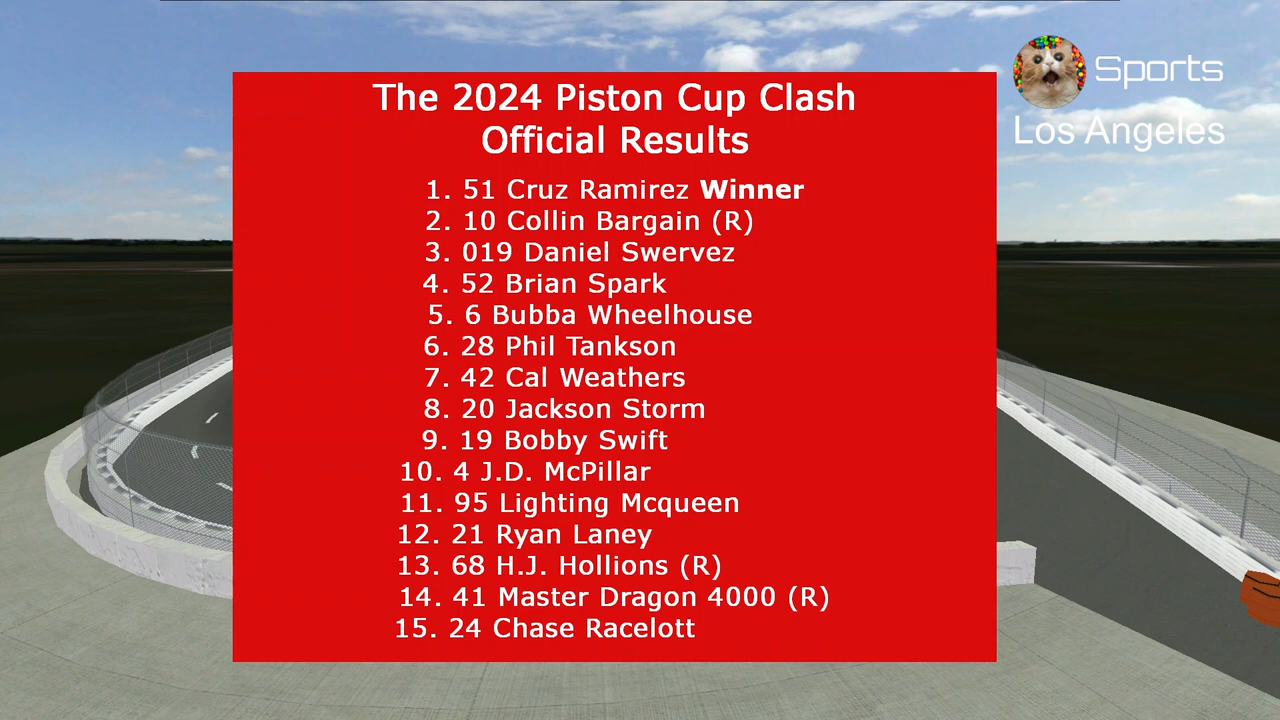 The 2024 Piston Cup Clash
Official Results
1. 51 Cruz Ramirez Winner
2. 10 Collin Bargain (R)
3. 019 Daniel Swervez
4. 52 Brian Spark
5. 6 Bubba Wheelhouse
6. 28 Phil Tankson
7. 42 Cal Weathers
8. 20 Jackson Storm
9. 19 Bobby Swift
10. 4 J.D. McPillar
11. 95 Lighting Mcqueen
12. 21 Ryan Laney
13. 68 H.J. Hollions (R)
14. 41 Master Dragon 4000 (R)
15. 24 Chase Racelott
Sports
Los Angeles